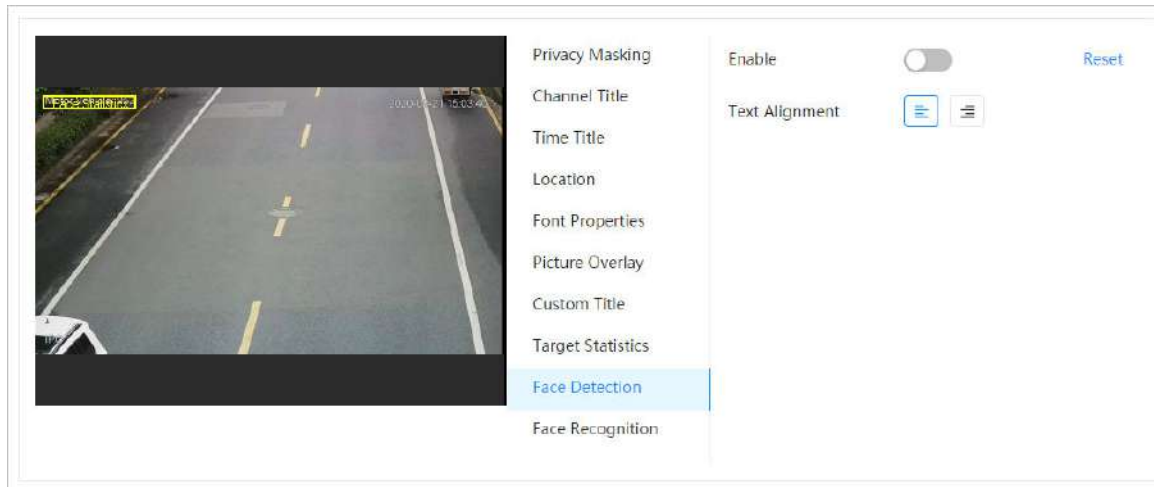 Privacy Masking
Channel Title
Time Title
Location
Font Properties
Picture Overlay
Custom Title
Target Statistics
Face Detection
Face Recognition
Enable
Reset
Text Alignment